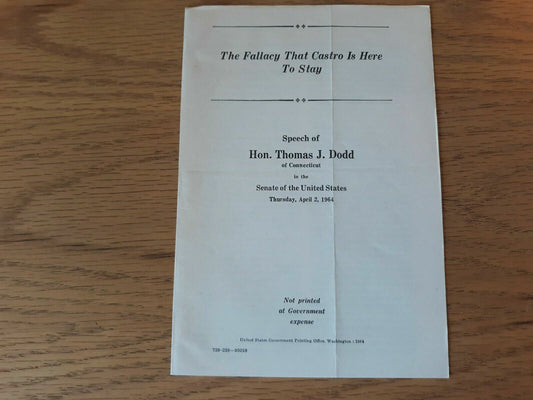 The Fallacy That Castro Is Here
To Stay
Speech of
Hon. Thomas J. Dodd
of Connecticut
in the
Senate of the United States
Thursday, April 2, 1964
Not printed
at Government
expense
United States Government Printing Office, Washington : 1964